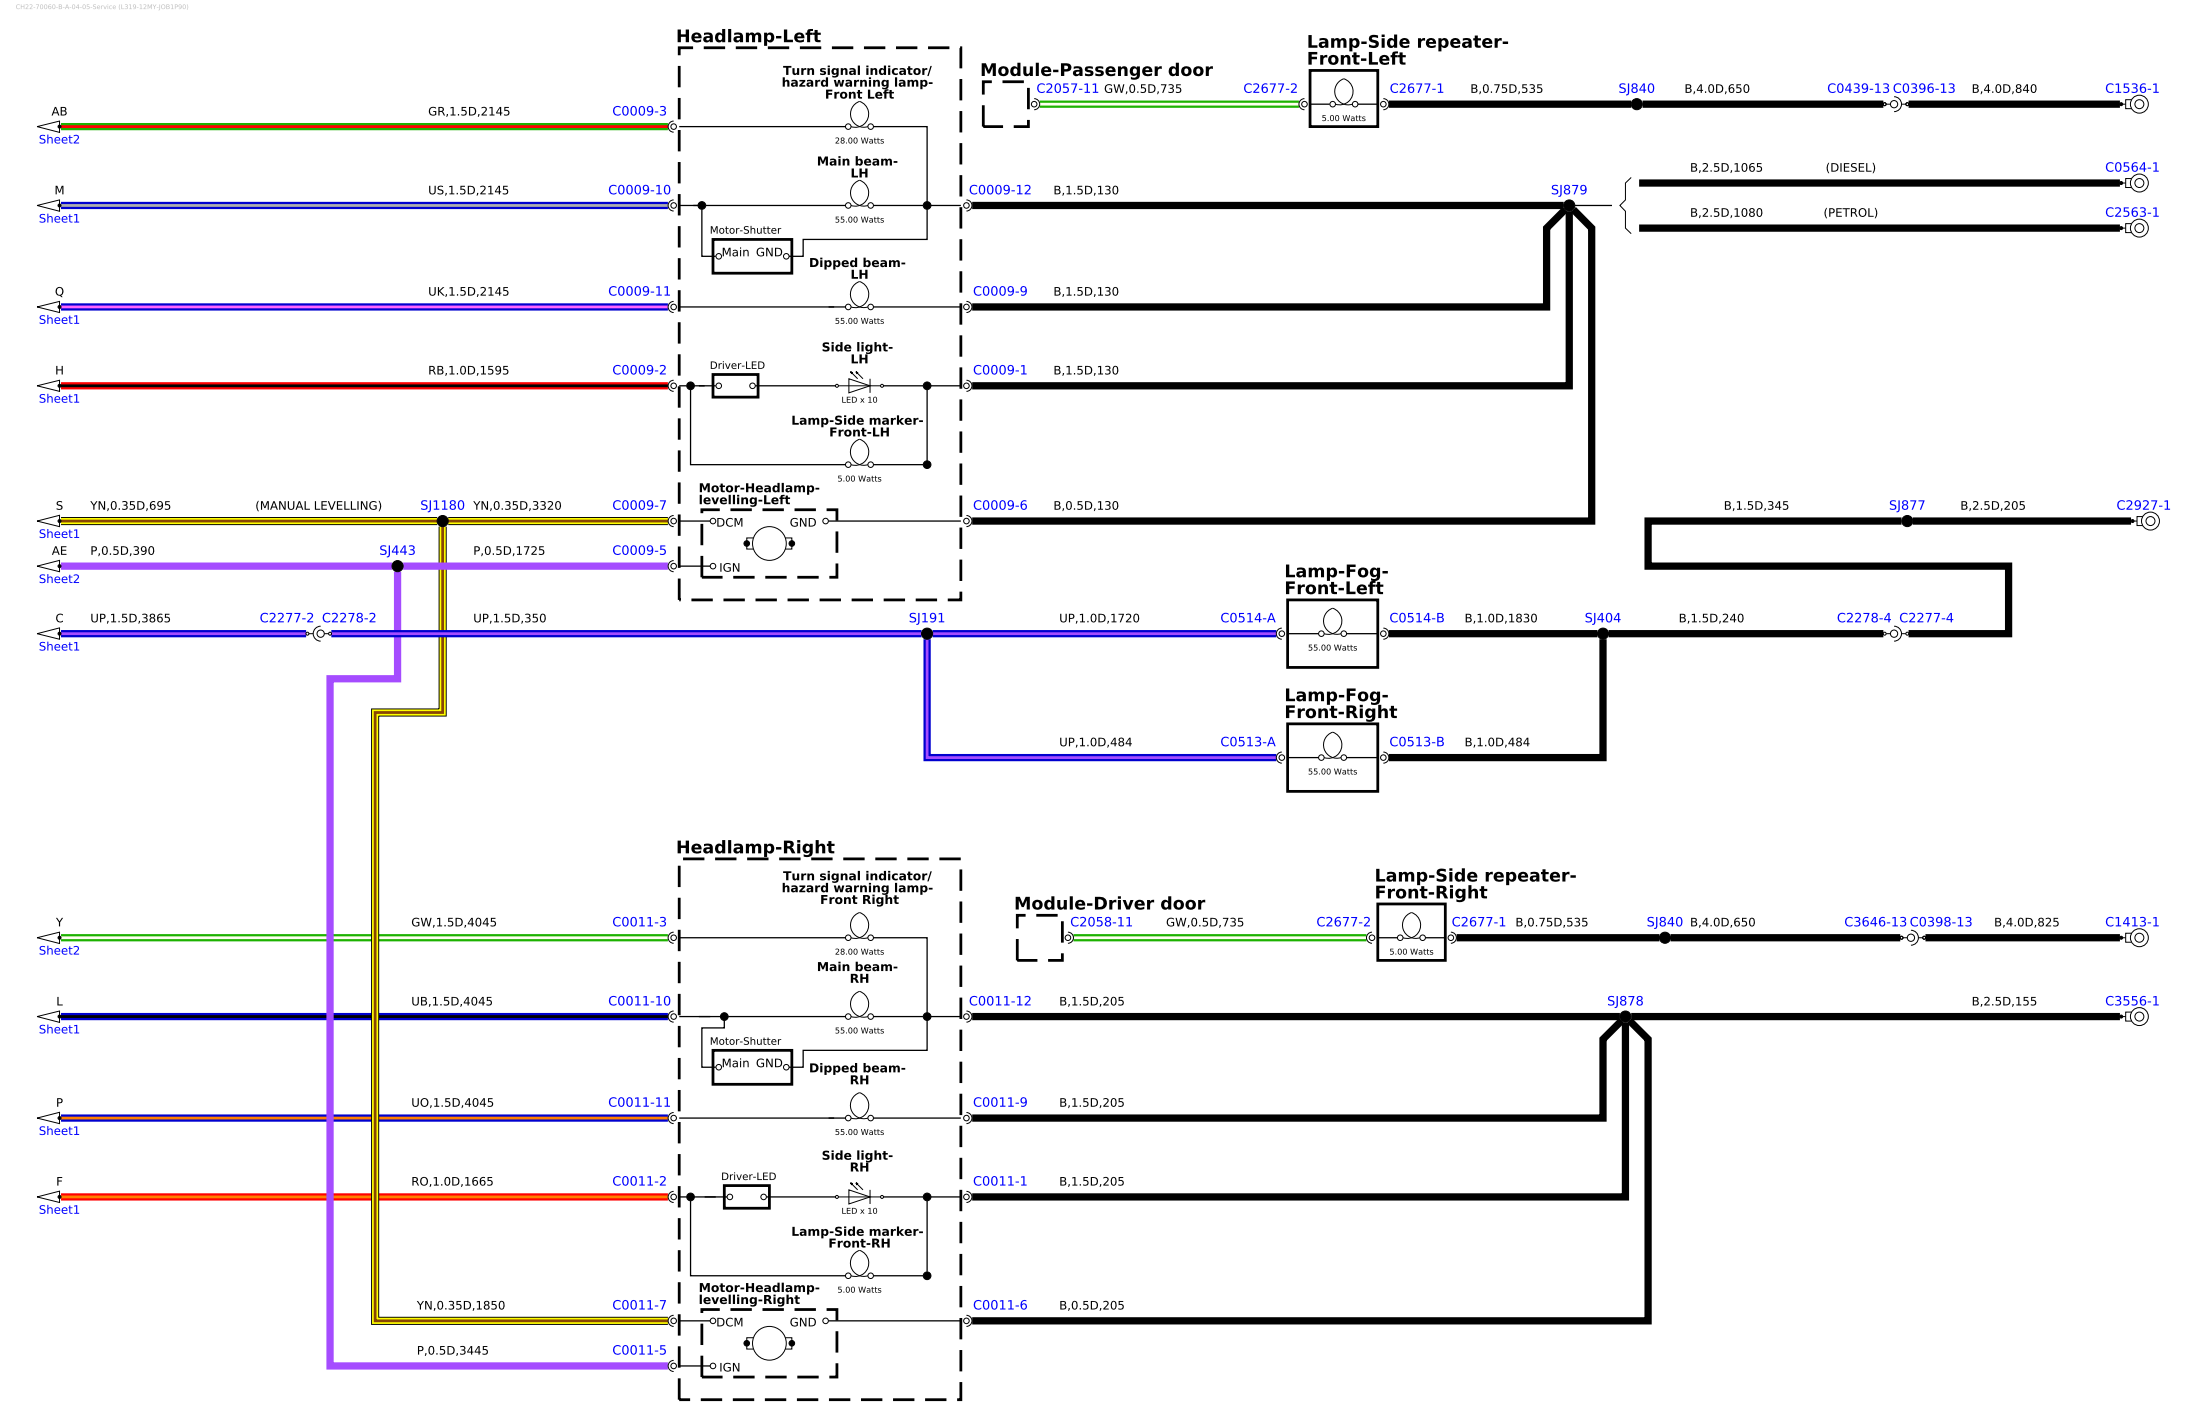 CH22-70060-B-A-04-05-Service (L319-12MY-JOB1P90)
Headlamp-Left
Turn signal indicator/
hazard warning lamp-
Front Left
28.00 Watts
Module-Passenger door
Lamp-Side repeater-
Front-Left
C2057-11 GW,0.5D,735 C2677-2
5.00 Watts
C2677-1 B,0.75D,535 SJ840 B,4.0D,650 C0439-13 C0396-13 B,4.0D,840 C1536-1
AB GR,1.5D,2145 C0009-3
Sheet2
Main beam-
LH
55.00 Watts
M US,1.5D,2145 C0009-10
Sheet1
C0009-12 B,1.5D,130 SJ879
B,2.5D,1065 (DIESEL) C0564-1
B,2.5D,1080 (PETROL) C2563-1
Motor-Shutter
Main GND
Dipped beam-
LH
55.00 Watts
Q UK,1.5D,2145 C0009-11
Sheet1
C0009-9 B,1.5D,130
Side light-
LH
Driver-LED
LED x 10
H RB,1.0D,1595 C0009-2
Sheet1
C0009-1 B,1.5D,130
Lamp-Side marker-
Front-LH
5.00 Watts
Motor-Headlamp-
levelling-Left
S YN,0.35D,695 (MANUAL LEVELLING) SJ1180 YN,0.35D,3320 C0009-7
Sheet1
DCM GND
C0009-6 B,0.5D,130
B,1.5D,345 SJ877 B,2.5D,205 C2927-1
AE P,0.5D,390 SJ443 P,0.5D,1725 C0009-5
Sheet2
IGN
Lamp-Fog-
Front-Left
C UP,1.5D,3865 C2277-2 C2278-2 UP,1.5D,350 SJ191 UP,1.0D,1720 C0514-A
Sheet1
55.00 Watts
C0514-B B,1.0D,1830 SJ404 B,1.5D,240 C2278-4 C2277-4
Lamp-Fog-
Front-Right
UP,1.0D,484 C0513-A
55.00 Watts
C0513-B B,1.0D,484
Headlamp-Right
Turn signal indicator/
hazard warning lamp-
Front Right
28.00 Watts
Module-Driver door
Lamp-Side repeater-
Front-Right
C2058-11 GW,0.5D,735 C2677-2
5.00 Watts
C2677-1 B,0.75D,535 SJ840 B,4.0D,650 C3646-13 C0398-13 B,4.0D,825 C1413-1
Y GW,1.5D,4045 C0011-3
Sheet2
Main beam-
RH
55.00 Watts
L UB,1.5D,4045 C0011-10
Sheet1
C0011-12 B,1.5D,205 SJ878 B,2.5D,155 C3556-1
Motor-Shutter
Main GND
Dipped beam-
RH
55.00 Watts
P UO,1.5D,4045 C0011-11
Sheet1
C0011-9 B,1.5D,205
Side light-
RH
Driver-LED
LED x 10
F RO,1.0D,1665 C0011-2
Sheet1
C0011-1 B,1.5D,205
Lamp-Side marker-
Front-RH
5.00 Watts
Motor-Headlamp-
levelling-Right
YN,0.35D,1850 C0011-7
DCM GND
C0011-6 B,0.5D,205
P,0.5D,3445 C0011-5
IGN